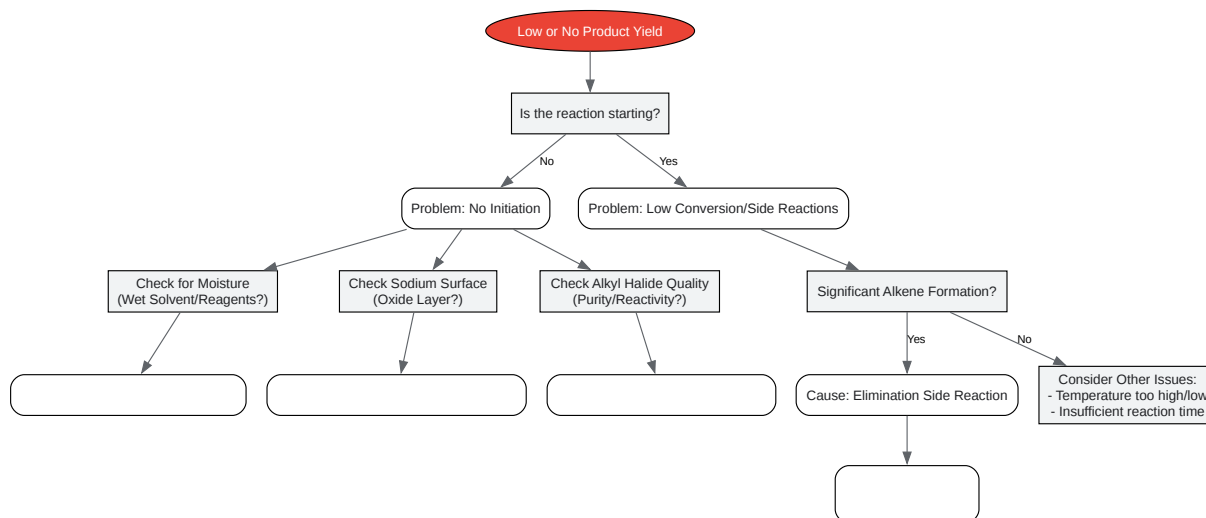 Low or No Product Yield
Is the reaction starting?
No
Yes
Problem: No Initiation
Problem: Low Conversion/Side Reactions
Check for Moisture
(Wet Solvent/Reagents?)
Check Sodium Surface
(Oxide Layer?)
Check Alkyl Halide Quality
(Purity/Reactivity?)
Significant Alkene Formation?
Yes
No
Cause: Elimination Side Reaction
Consider Other Issues:
- Temperature too high/low
- Insufficient reaction time